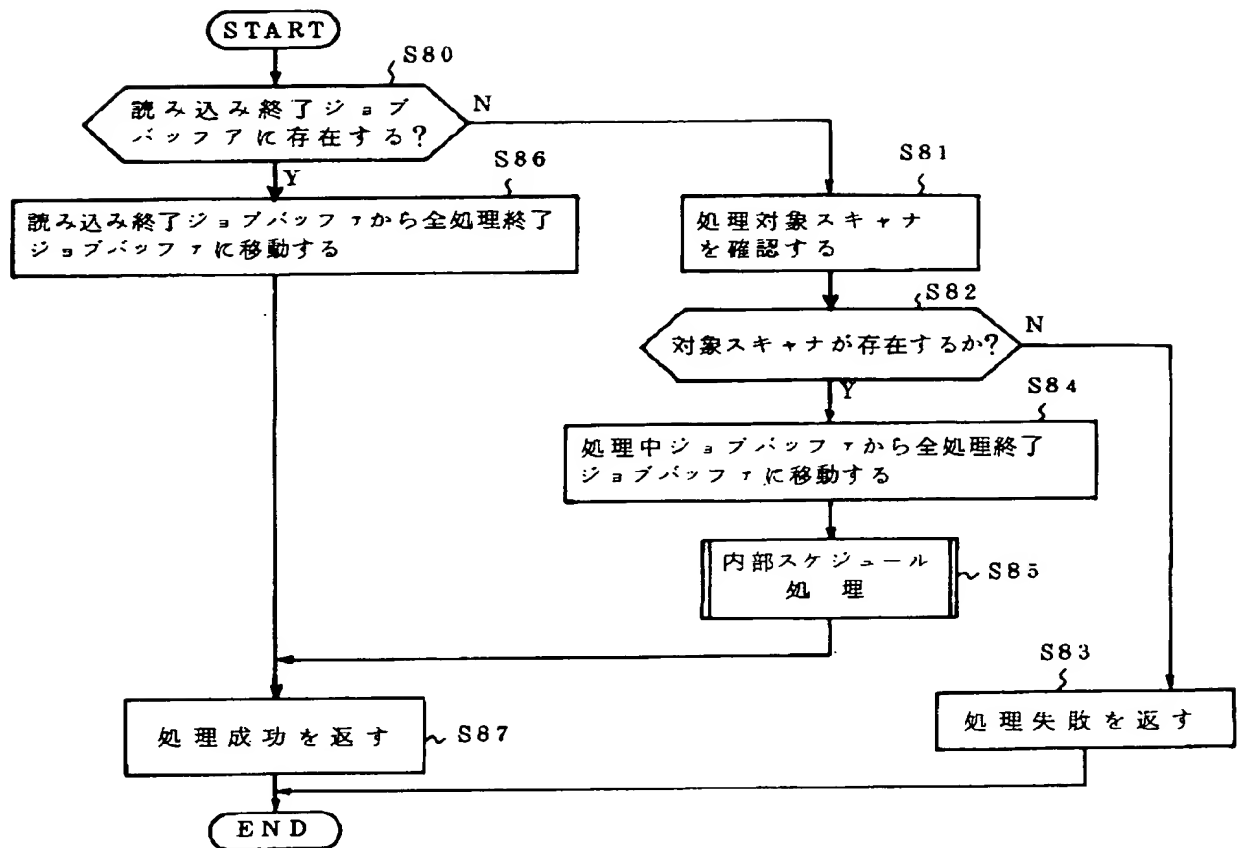 START
S80
読み込み終了ジョブ
バッファに存在する?
N
Y
S86
読み込み終了ジョブバッファから全処理終了
ジョブバッファに移動する
S81
処理対象スキャナ
を確認する
S82
対象スキャナが存在するか?
N
Y
S84
処理中ジョブバッファから全処理終了
ジョブバッファに移動する
内部スケジュール
処理
S85
S83
処理失敗を返す
処理成功を返す
S87
END